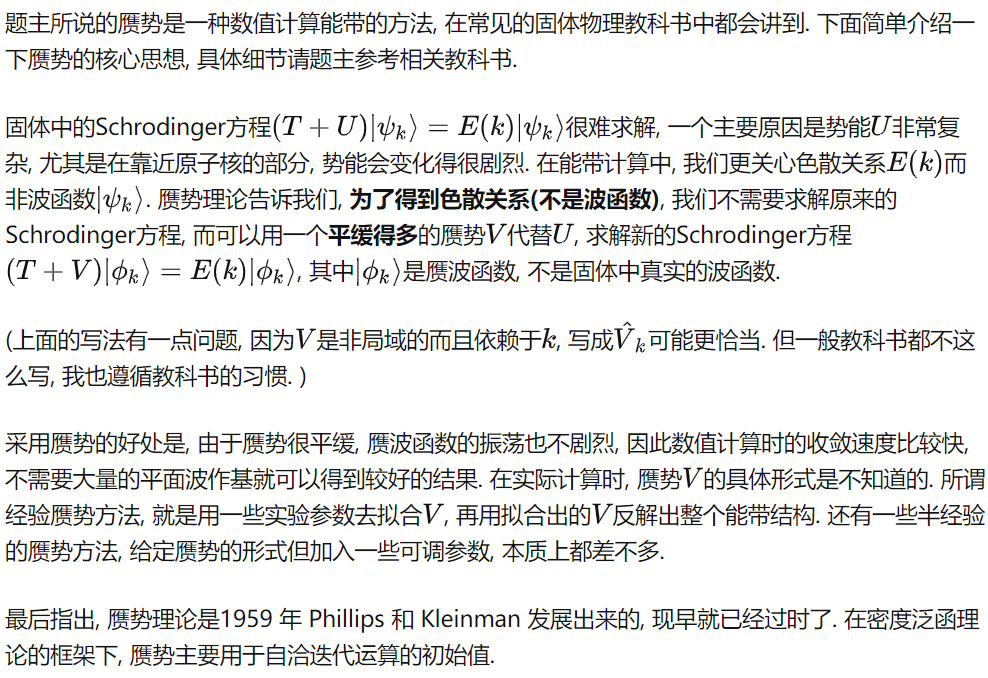 题主所说的赝势是一种数值计算能带的方法, 在常见的固体物理教科书中都会讲到. 下面简单介绍一
下赝势的核心思想, 具体细节请题主参考相关教科书.
固体中的Schrodinger方程(T + U)|ψₖ⟩ = E(k)|ψₖ⟩很难求解, 一个主要原因是势能U非常复
杂, 尤其是在靠近原子核的部分, 势能会变化得很剧烈. 在能带计算中, 我们更关心色散关系E(k)而
非波函数|ψₖ⟩. 赝势理论告诉我们, 为了得到色散关系(不是波函数), 我们不需要求解原来的
Schrodinger方程, 而可以用一个平缓得多的赝势V代替U, 求解新的Schrodinger方程
(T + V)|ϕₖ⟩ = E(k)|ϕₖ⟩, 其中|ϕₖ⟩是赝波函数, 不是固体中真实的波函数.
(上面的写法有一点问题, 因为V是非局域的而且依赖于k, 写成V̂ₖ可能更恰当. 但一般教科书都不这
么写, 我也遵循教科书的习惯. )
采用赝势的好处是, 由于赝势很平缓, 赝波函数的振荡也不剧烈, 因此数值计算时的收敛速度比较快,
不需要大量的平面波作基就可以得到较好的结果. 在实际计算时, 赝势V的具体形式是不知道的. 所谓
经验赝势方法, 就是用一些实验参数去拟合V, 再用拟合出的V反解出整个能带结构. 还有一些半经验
的赝势方法, 给定赝势的形式但加入一些可调参数, 本质上都差不多.
最后指出, 赝势理论是1959 年 Phillips 和 Kleinman 发展出来的, 现早就已经过时了. 在密度泛函理
论的框架下, 赝势主要用于自洽迭代运算的初始值.